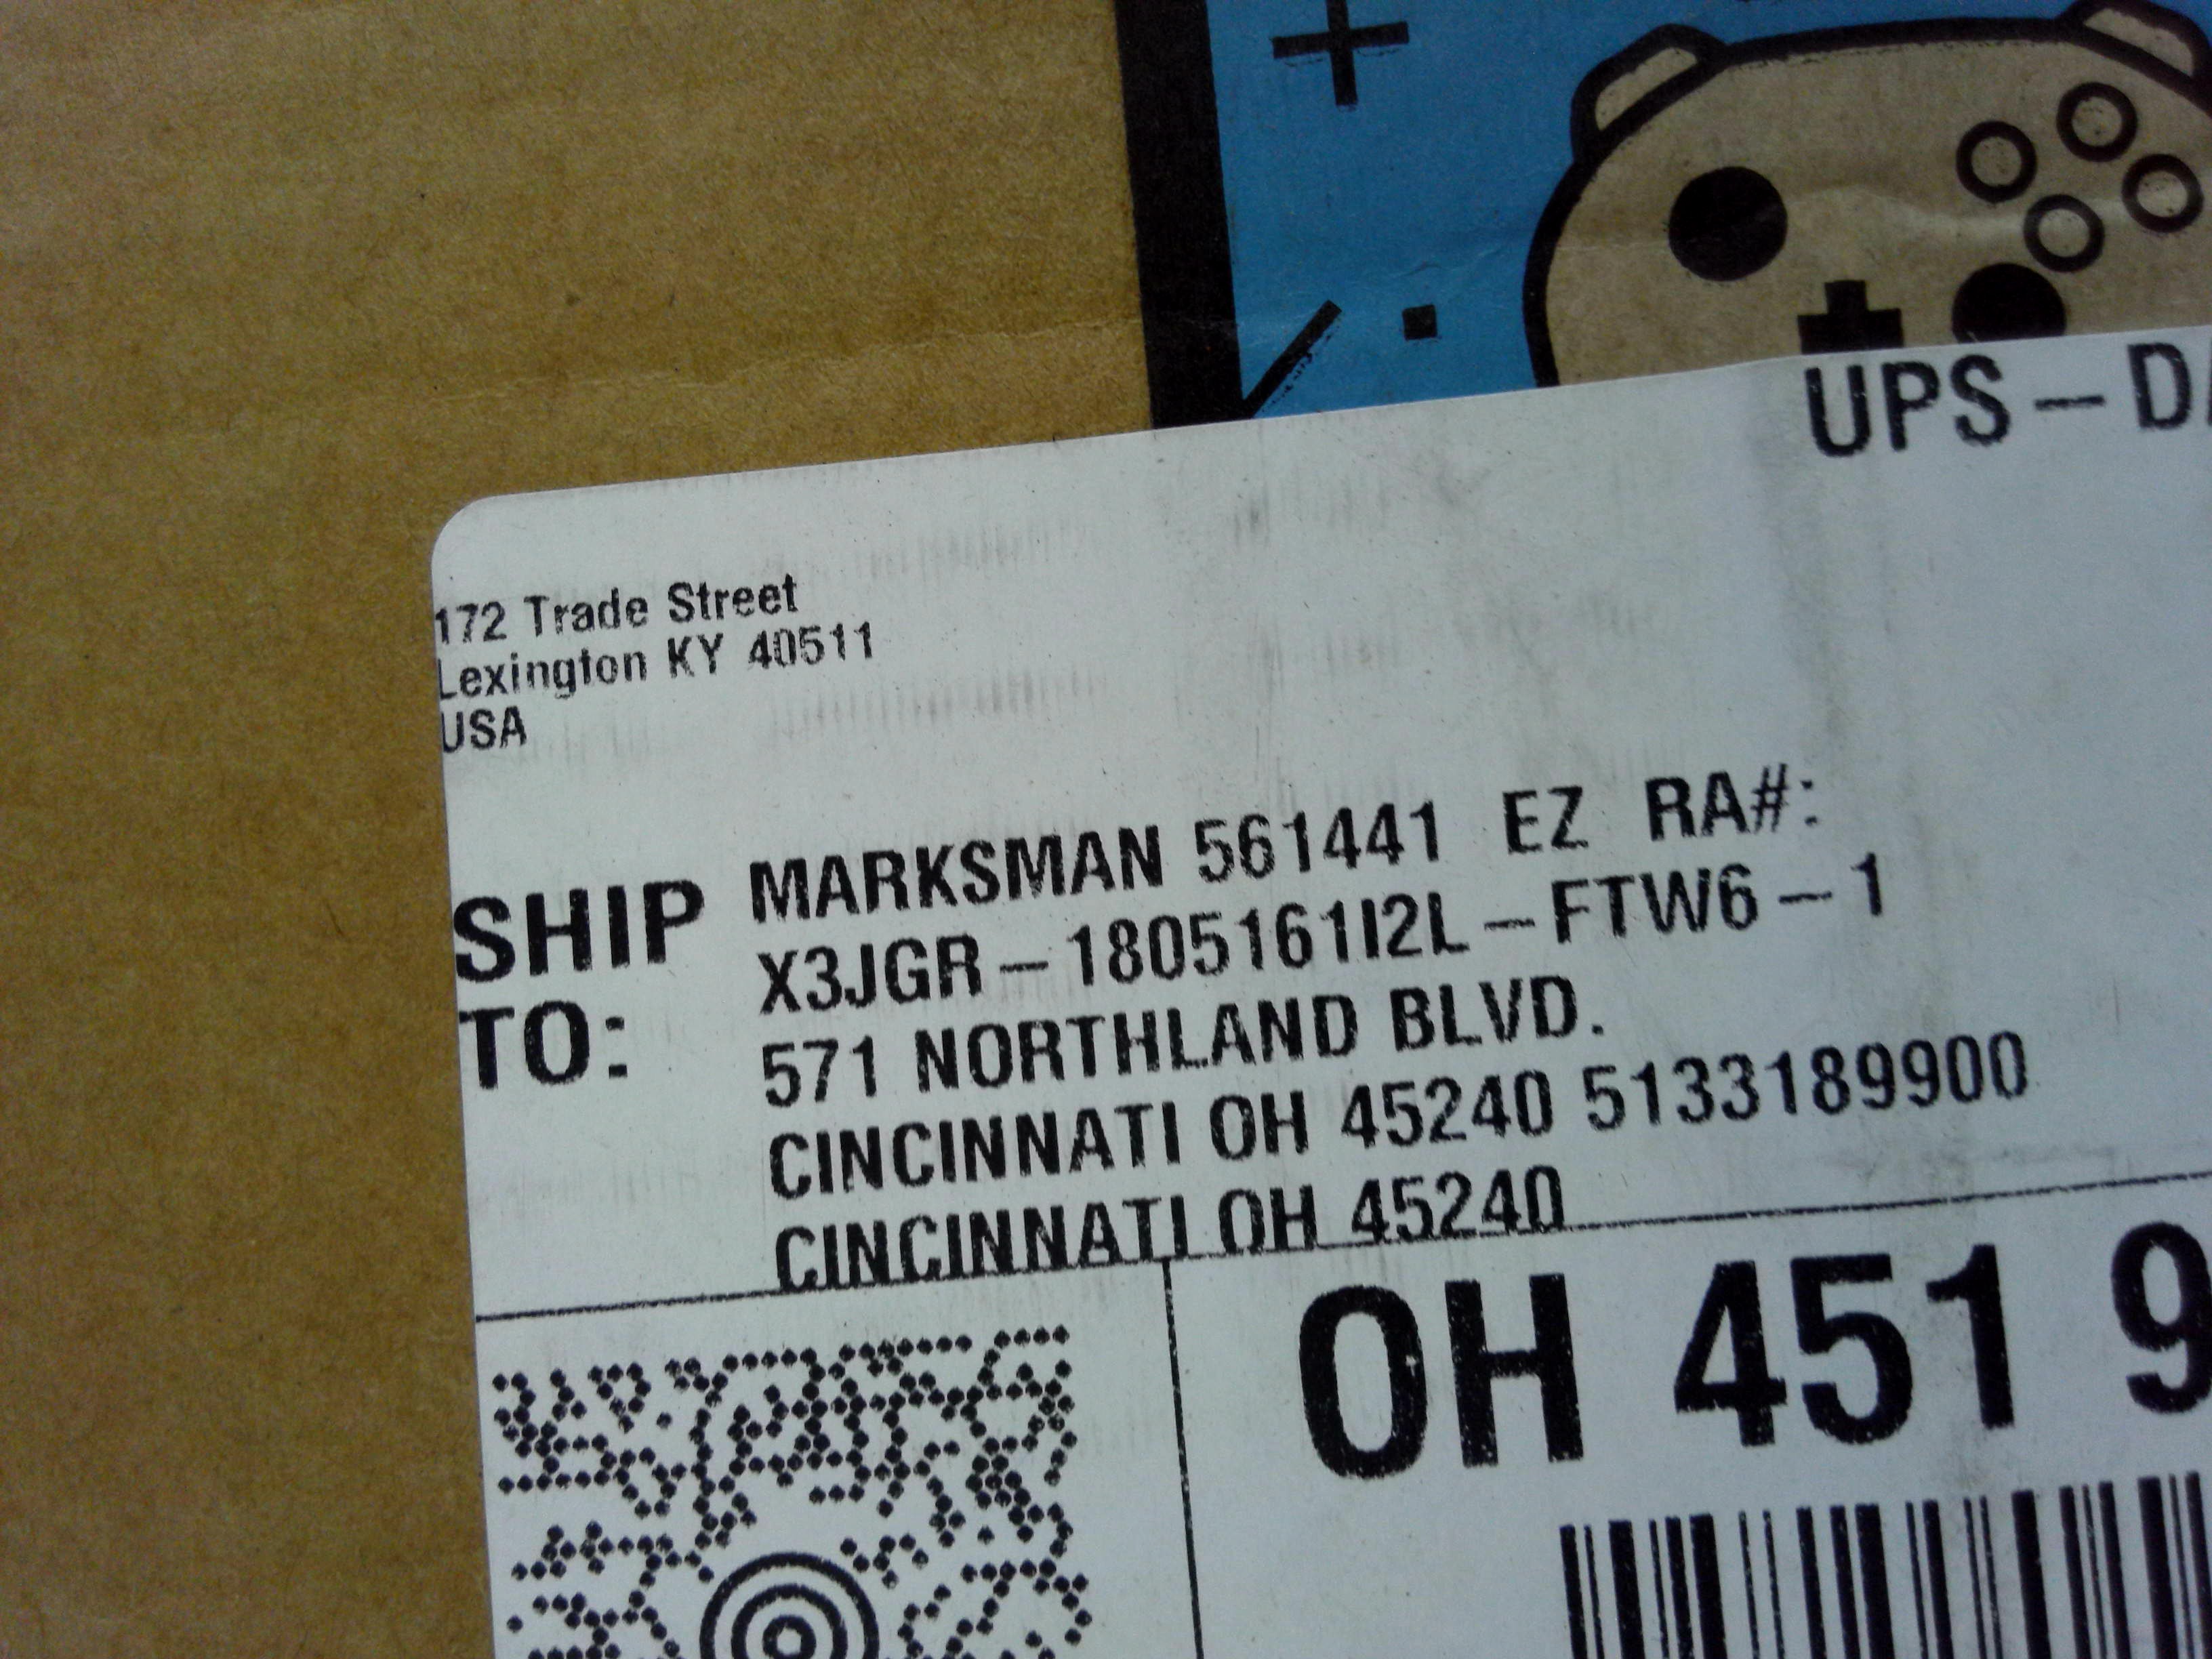 UPS - D
172 Trade Street
Lexington KY 40511
USA
SHIP TO:
MARKSMAN 561441 EZ RA#:
X3JGR - 1805161I2L - FTW6 - 1
571 NORTHLAND BLVD.
CINCINNATI OH 45240 5133189900
CINCINNATI OH 45240
OH 451 9